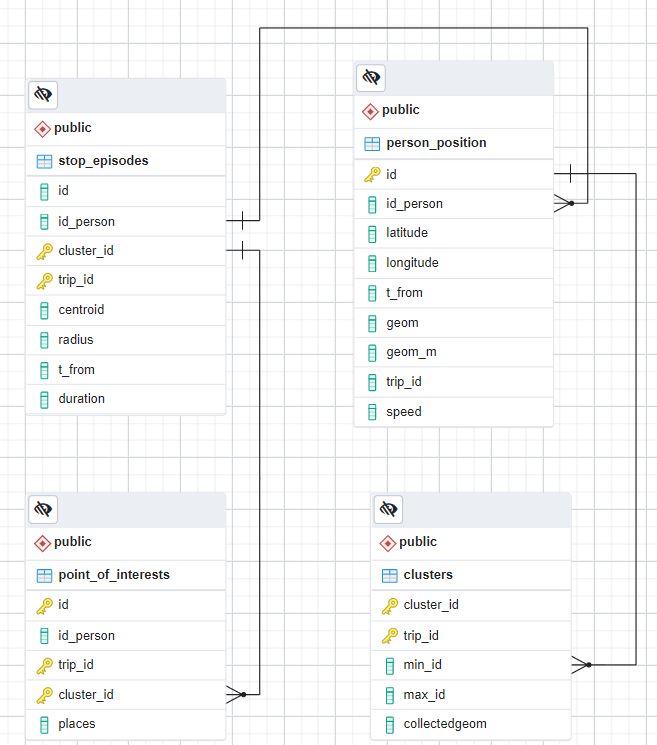 public
stop_episodes
id
id_person
cluster_id
trip_id
centroid
radius
t_from
duration
public
person_position
id
id_person
latitude
longitude
t_from
geom
geom_m
trip_id
speed
public
point_of_interests
id
id_person
trip_id
cluster_id
places
public
clusters
cluster_id
trip_id
min_id
max_id
collectedgeom